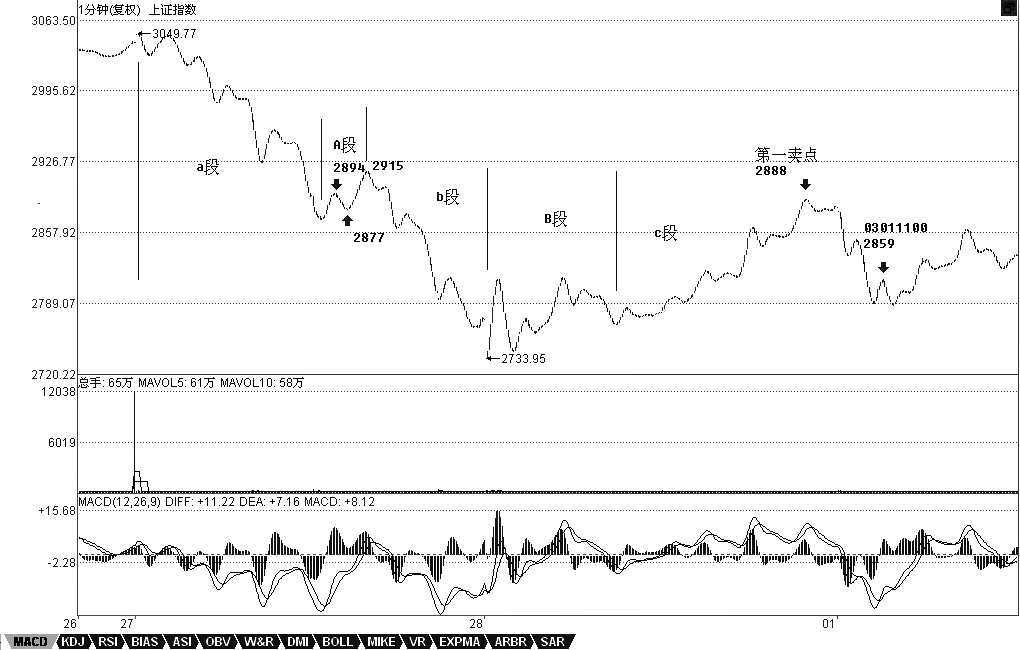 1分钟(复权) 上证指数
3063.50
3049.77
2995.62
2926.77
2857.92
2789.07
2720.22
a段
A段
2894
2915
2877
b段
B段
c段
第一卖点
2888
03011100
2859
2733.95
总手: 65万 MAVOL5: 61万 MAVOL10: 58万
12038
6019
MACD(12,26,9) DIFF: +11.22 DEA: +7.16 MACD: +8.12
+15.68
-2.28
26 27 28 01
MACD KDJ RSI BIAS ASI OBV W&R DMI BOLL MIKE VR EXPMA ARBR SAR